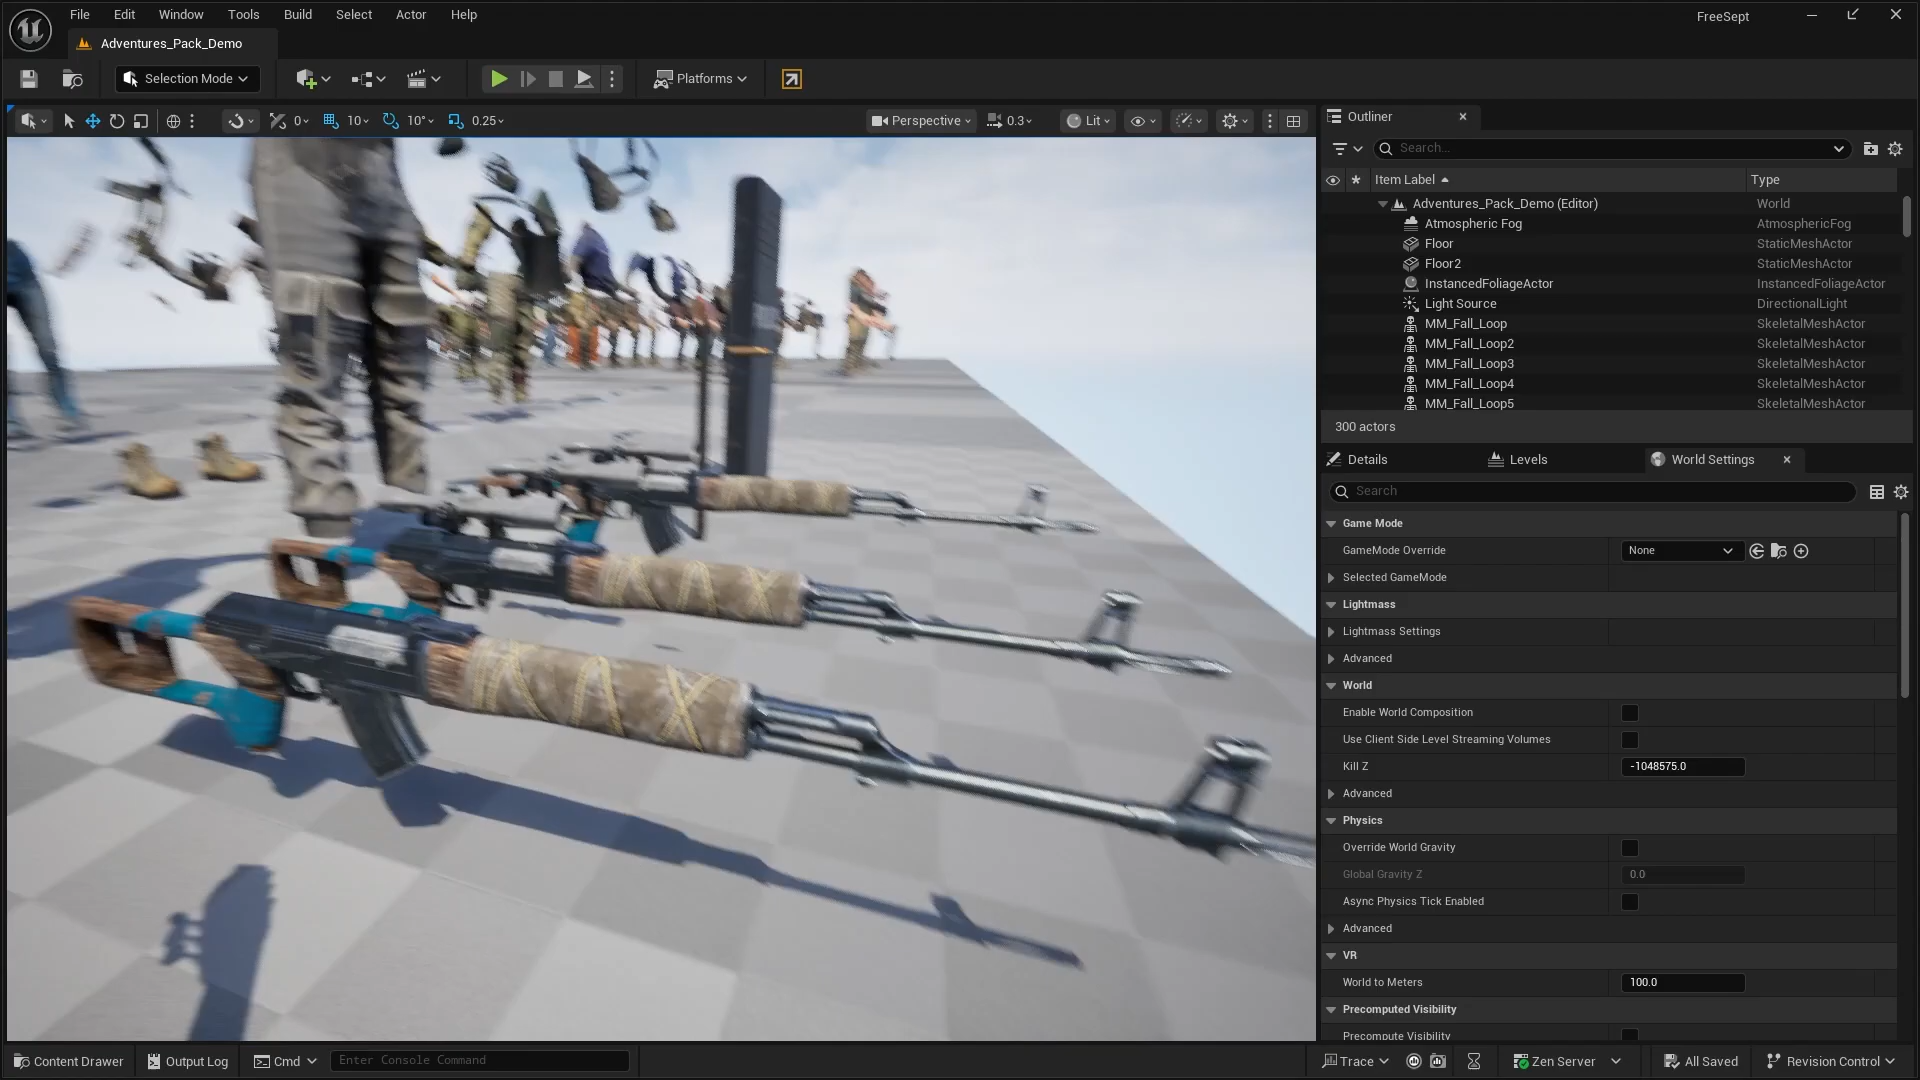 File Edit Window Tools Build Select Actor Help
FreeSept
Adventures_Pack_Demo
Selection Mode
Platforms
0
10
10°
0.25
Perspective
0.3
Lit
Outliner
Search...
Item Label
Type
Adventures_Pack_Demo (Editor) World
Atmospheric Fog AtmosphericFog
Floor StaticMeshActor
Floor2 StaticMeshActor
InstancedFoliageActor InstancedFoliageActor
Light Source DirectionalLight
MM_Fall_Loop SkeletalMeshActor
MM_Fall_Loop2 SkeletalMeshActor
MM_Fall_Loop3 SkeletalMeshActor
MM_Fall_Loop4 SkeletalMeshActor
MM_Fall_Loop5 SkeletalMeshActor
300 actors
Details Levels World Settings
Search
Game Mode
GameMode Override None
Selected GameMode
Lightmass
Lightmass Settings
Advanced
World
Enable World Composition
Use Client Side Level Streaming Volumes
Kill Z -1048575.0
Advanced
Physics
Override World Gravity
Global Gravity Z 0.0
Async Physics Tick Enabled
Advanced
VR
World to Meters 100.0
Precomputed Visibility
Precompute Visibility
Content Drawer Output Log Cmd Enter Console Command
Trace Zen Server All Saved Revision Control